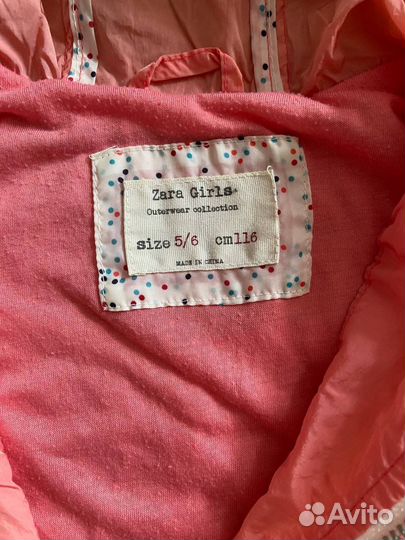 Zara Girls
Outerwear collection
size 5/6 cm116
MADE IN CHINA
Avito